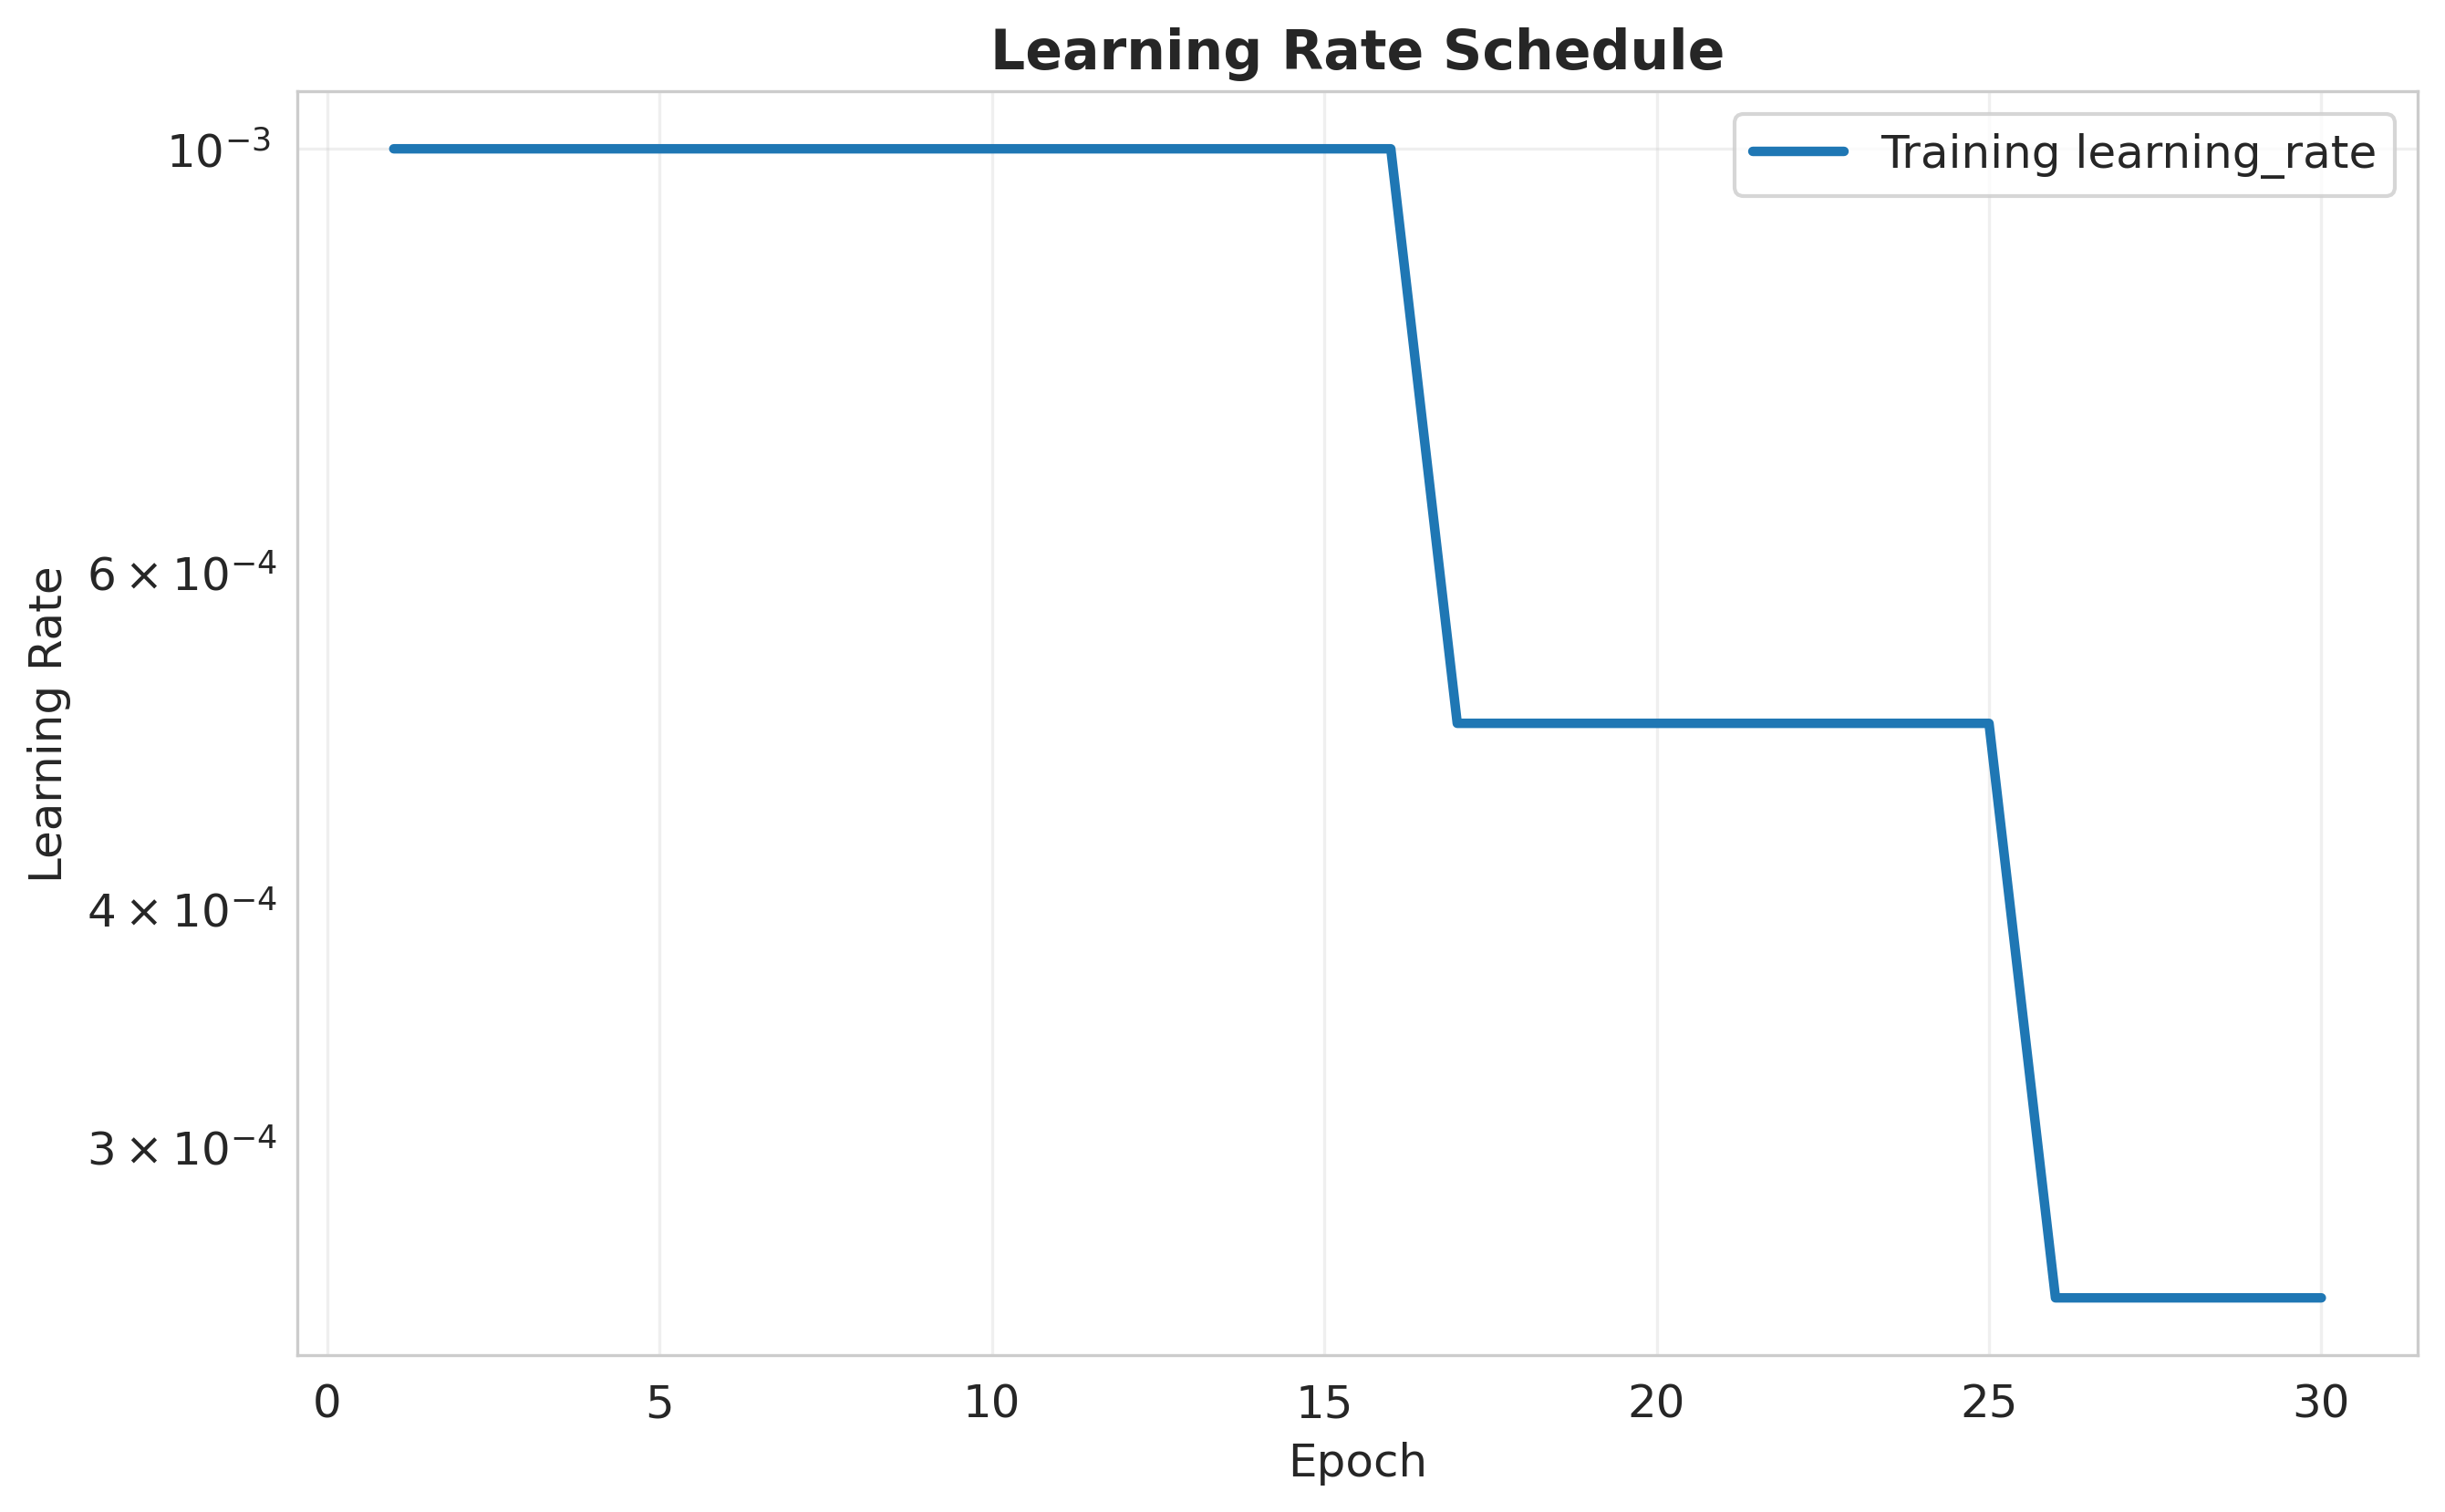 Learning Rate Schedule
Training learning_rate
Learning Rate
10⁻³
6 × 10⁻⁴
4 × 10⁻⁴
3 × 10⁻⁴
0 5 10 15 20 25 30
Epoch